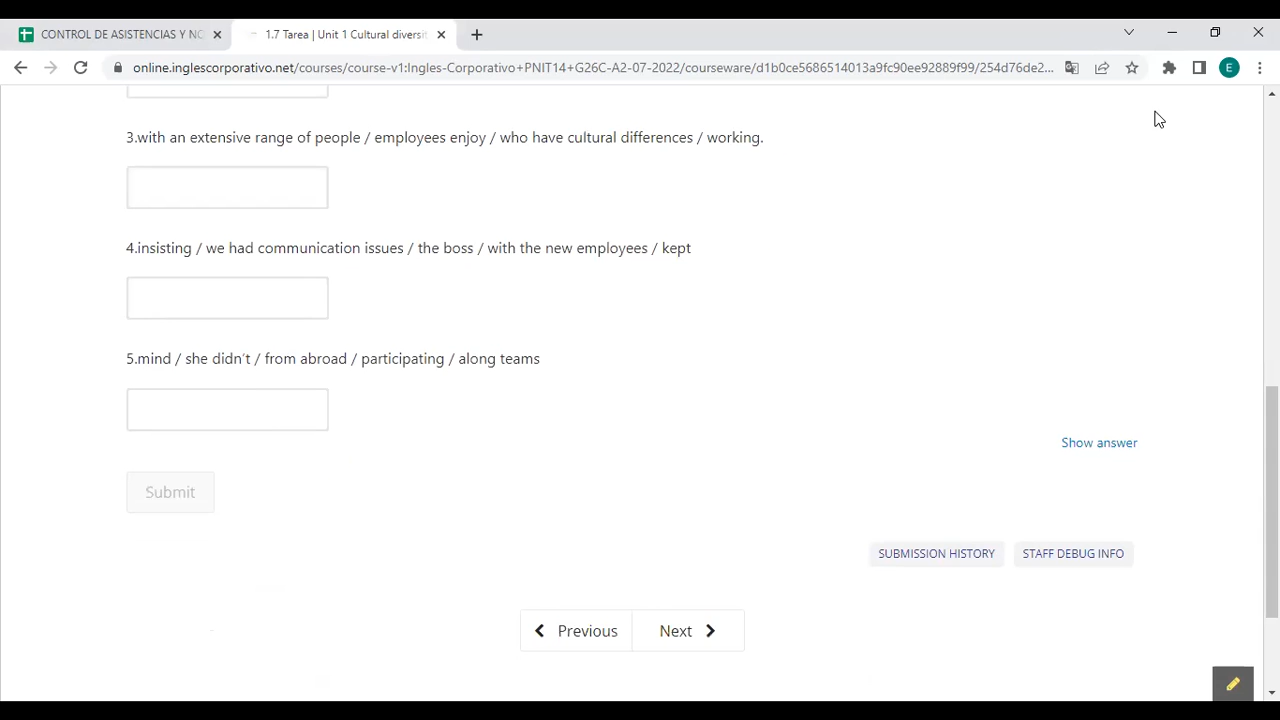 CONTROL DE ASISTENCIAS Y NO
1.7 Tarea | Unit 1 Cultural diversit
online.inglescorporativo.net/courses/course-v1:Ingles-Corporativo+PNIT14+G26C-A2-07-2022/courseware/d1b0ce5686514013a9fc90ee92889f99/254d76de2...
E
3.with an extensive range of people / employees enjoy / who have cultural differences / working.
4.insisting / we had communication issues / the boss / with the new employees / kept
5.mind / she didn't / from abroad / participating / along teams
Show answer
Submit
SUBMISSION HISTORY
STAFF DEBUG INFO
Previous
Next